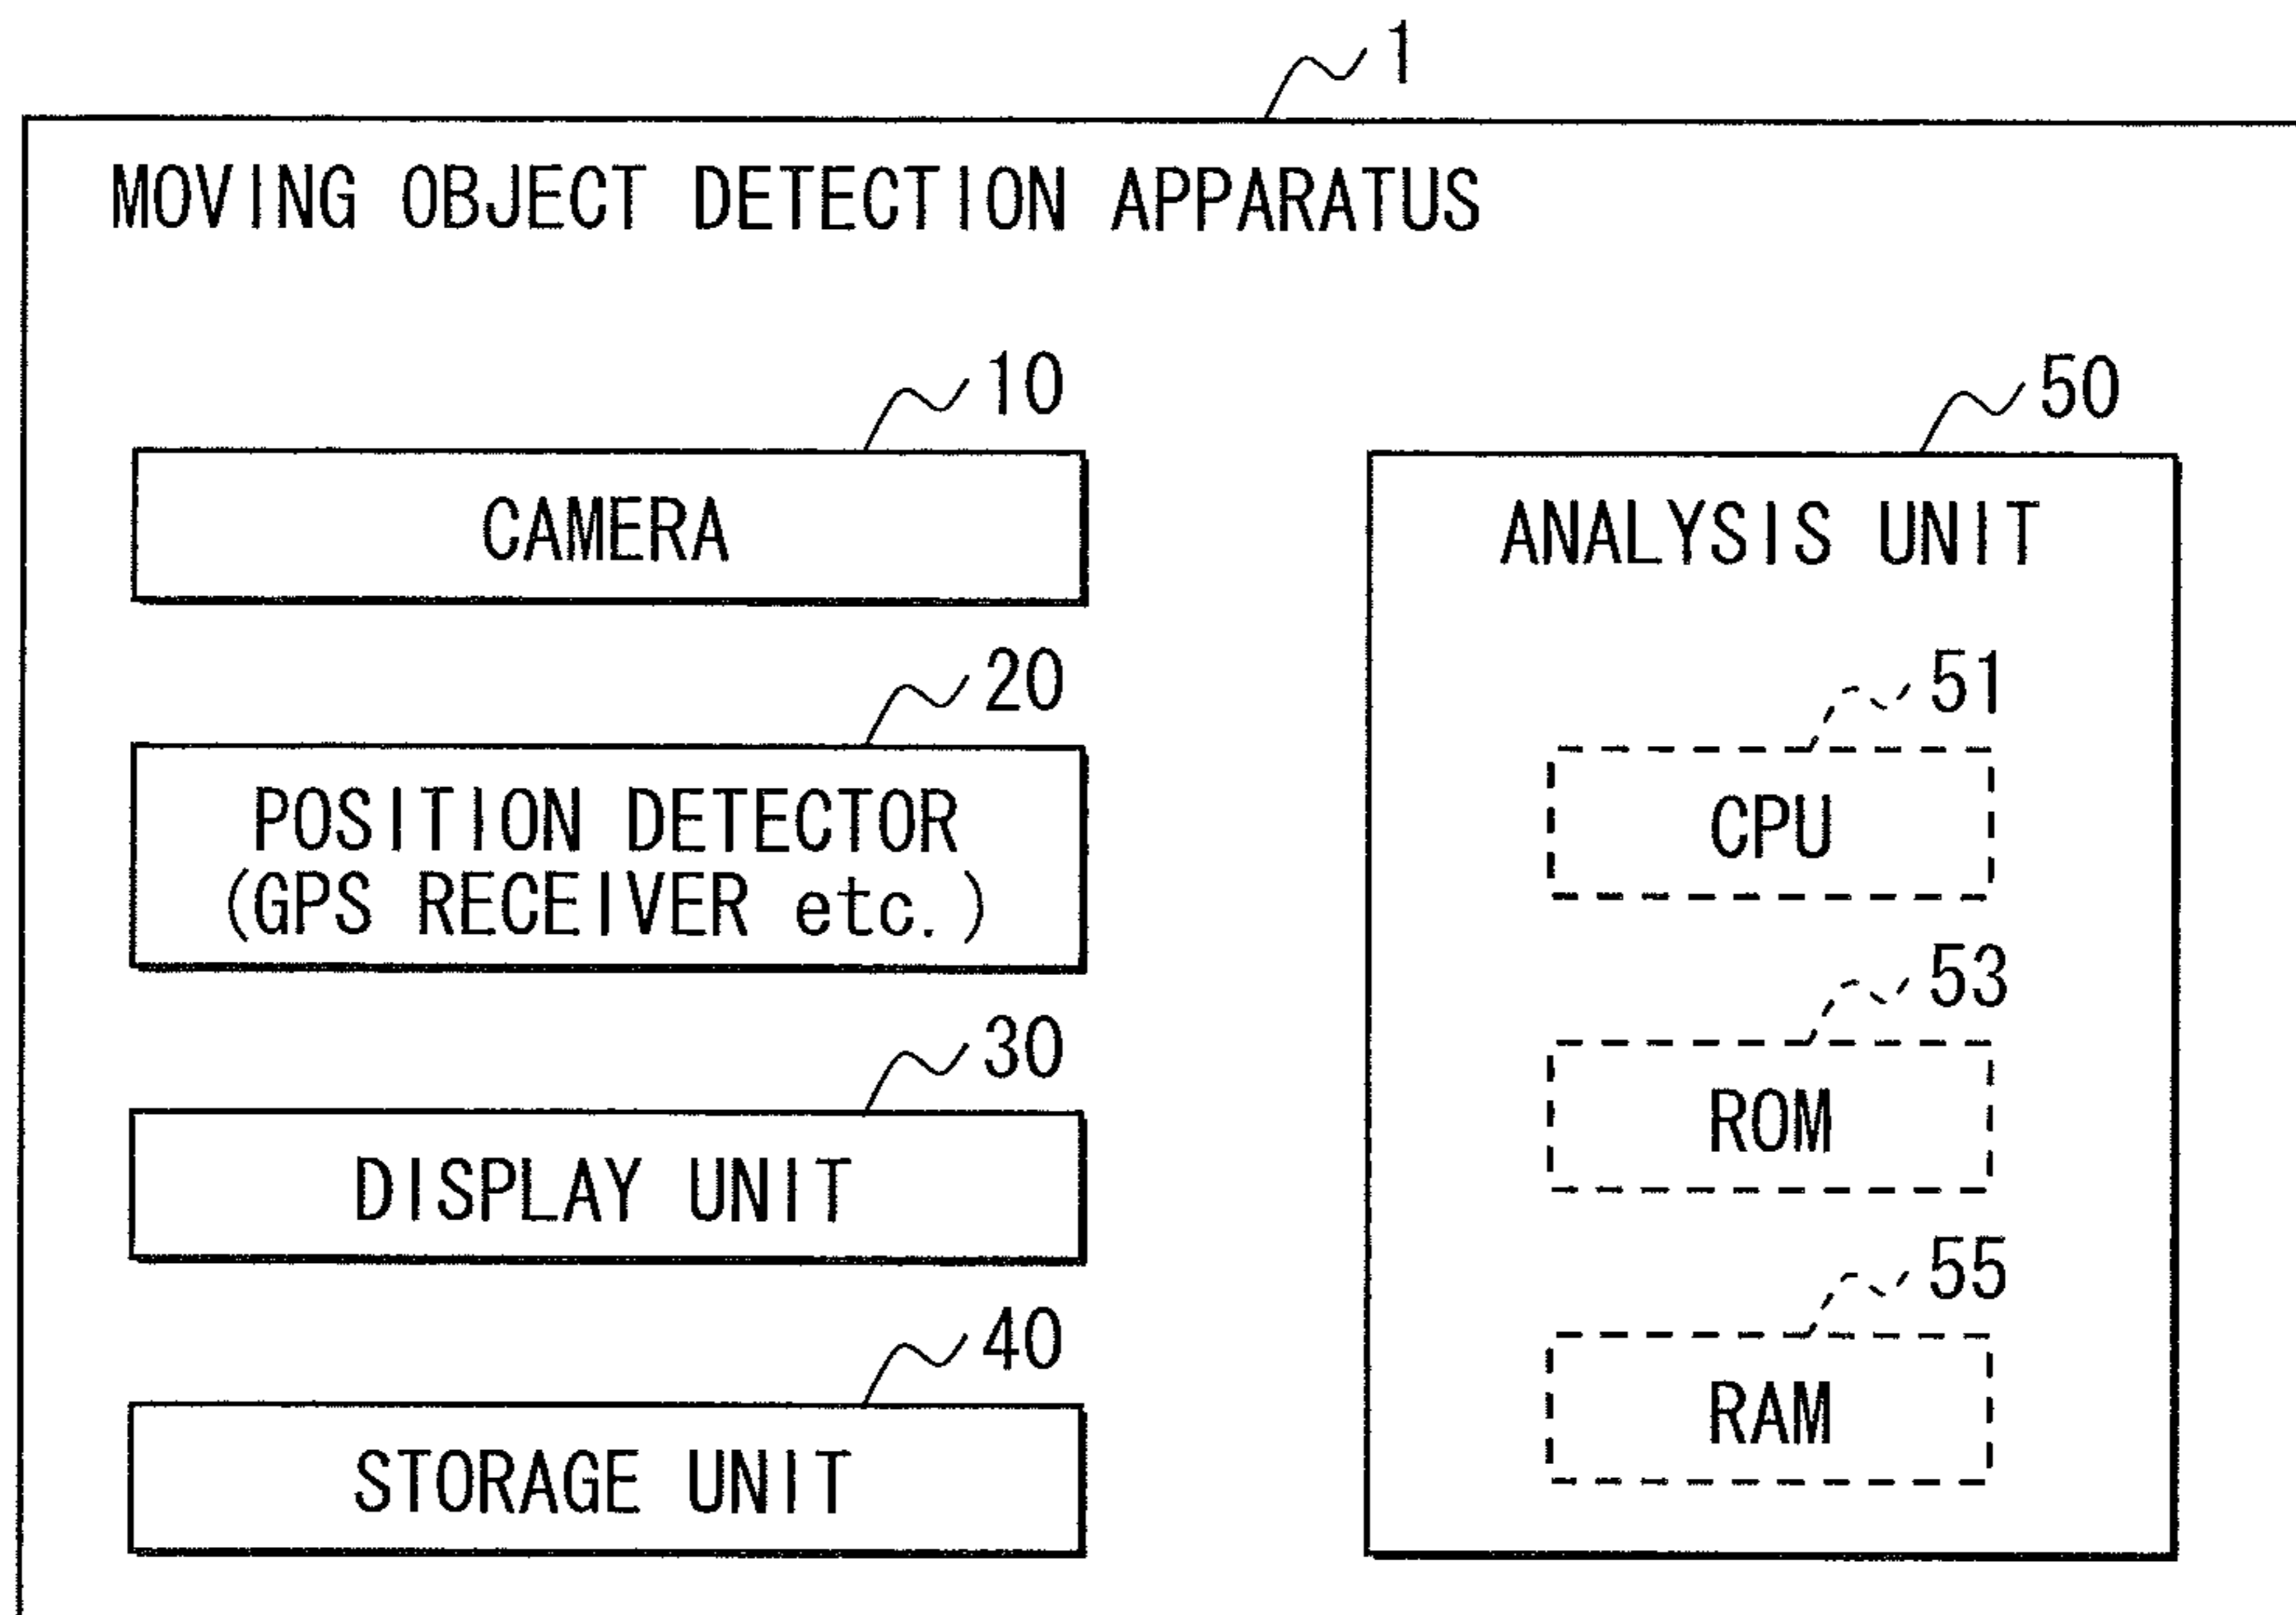 1
MOVING OBJECT DETECTION APPARATUS
10
CAMERA
20
POSITION DETECTOR
(GPS RECEIVER etc.)
30
DISPLAY UNIT
40
STORAGE UNIT
50
ANALYSIS UNIT
51
CPU
53
ROM
55
RAM